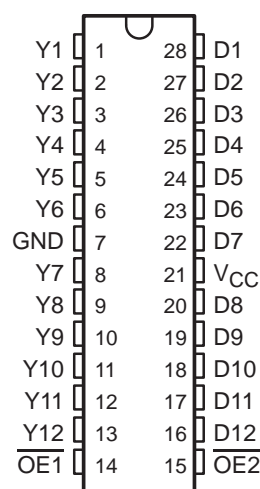 Y1 1 28 D1
Y2 2 27 D2
Y3 3 26 D3
Y4 4 25 D4
Y5 5 24 D5
Y6 6 23 D6
GND 7 22 D7
Y7 8 21 VCC
Y8 9 20 D8
Y9 10 19 D9
Y10 11 18 D10
Y11 12 17 D11
Y12 13 16 D12
O̅E̅1̅ 14 15 O̅E̅2̅